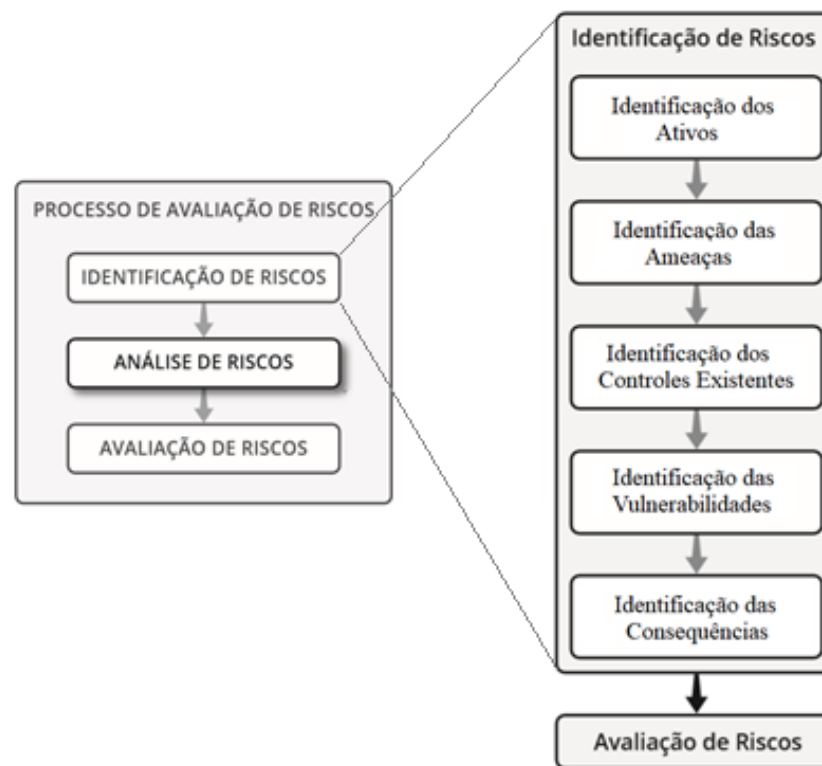 PROCESSO DE AVALIAÇÃO DE RISCOS
IDENTIFICAÇÃO DE RISCOS
ANÁLISE DE RISCOS
AVALIAÇÃO DE RISCOS
Identificação de Riscos
Identificação dos
Ativos
Identificação das
Ameaças
Identificação dos
Controles Existentes
Identificação das
Vulnerabilidades
Identificação das
Consequências
Avaliação de Riscos